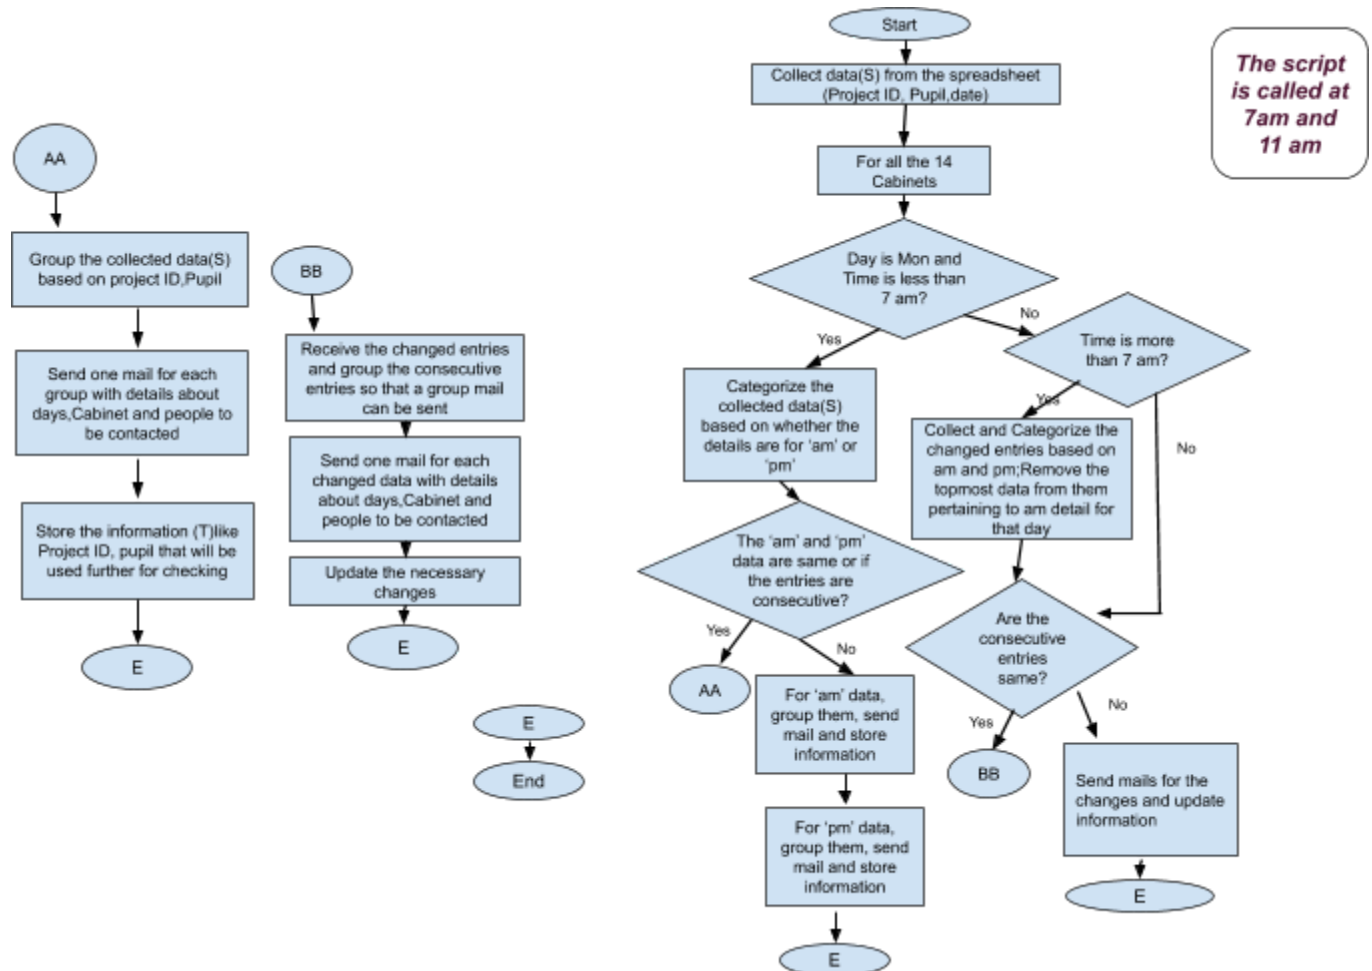 Start
Collect data(S) from the spreadsheet
(Project ID, Pupil,date)
The script
is called at
7am and
11 am
For all the 14
Cabinets
AA
Group the collected data(S)
based on project ID,Pupil
Send one mail for each
group with details about
days,Cabinet and people to
be contacted
Store the information (T)like
Project ID, pupil that will be
used further for checking
E
BB
Receive the changed entries
and group the consecutive
entries so that a group mail
can be sent
Send one mail for each
changed data with details
about days,Cabinet and
people to be contacted
Update the necessary
changes
E
E
End
Day is Mon and
Time is less than
7 am?
Yes
No
Categorize the
collected data(S)
based on whether the
details are for ‘am’ or
‘pm’
The ‘am’ and ‘pm’
data are same or if
the entries are
consecutive?
Yes
No
AA
For ‘am’ data,
group them, send
mail and store
information
For ‘pm’ data,
group them, send
mail and store
information
E
Time is more
than 7 am?
Yes
No
Collect and Categorize the
changed entries based on
am and pm;Remove the
topmost data from them
pertaining to am detail for
that day
Are the
consecutive
entries
same?
Yes
No
BB
Send mails for the
changes and update
information
E